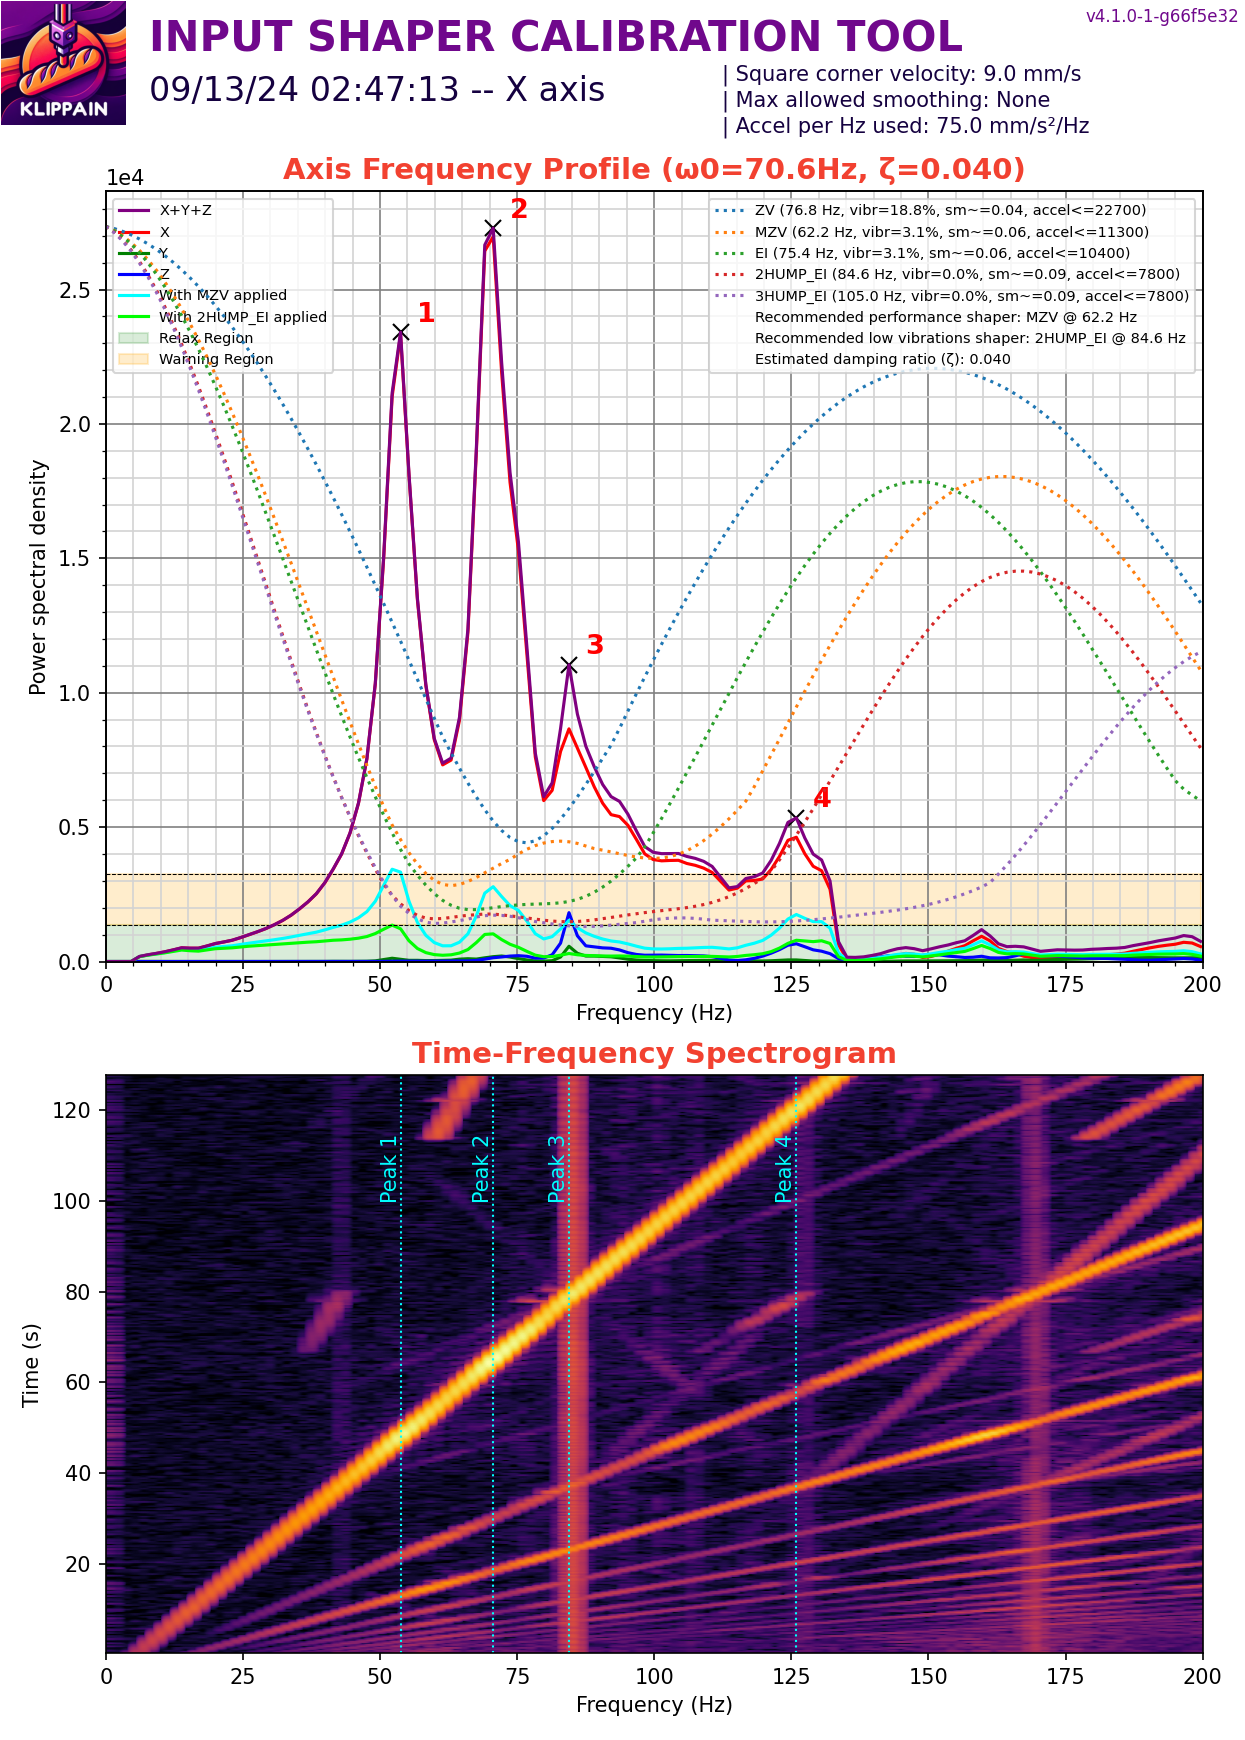 v4.1.0-1-g66f5e32
INPUT SHAPER CALIBRATION TOOL
KLIPPAIN
09/13/24 02:47:13 -- X axis
| Square corner velocity: 9.0 mm/s
| Max allowed smoothing: None
| Accel per Hz used: 75.0 mm/s²/Hz
Axis Frequency Profile (ω0=70.6Hz, ζ=0.040)
1e4
X+Y+Z
X
Y
Z
With MZV applied
With 2HUMP_EI applied
Relax Region
Warning Region
ZV (76.8 Hz, vibr=18.8%, sm~=0.04, accel<=22700)
MZV (62.2 Hz, vibr=3.1%, sm~=0.06, accel<=11300)
EI (75.4 Hz, vibr=3.1%, sm~=0.06, accel<=10400)
2HUMP_EI (84.6 Hz, vibr=0.0%, sm~=0.09, accel<=7800)
3HUMP_EI (105.0 Hz, vibr=0.0%, sm~=0.09, accel<=7800)
Recommended performance shaper: MZV @ 62.2 Hz
Recommended low vibrations shaper: 2HUMP_EI @ 84.6 Hz
Estimated damping ratio (ζ): 0.040
1
2
3
4
Power spectral density
2.5
2.0
1.5
1.0
0.5
0.0
0 25 50 75 100 125 150 175 200
Frequency (Hz)
Time-Frequency Spectrogram
Time (s)
120
100
80
60
40
20
Peak 1
Peak 2
Peak 3
Peak 4
0 25 50 75 100 125 150 175 200
Frequency (Hz)